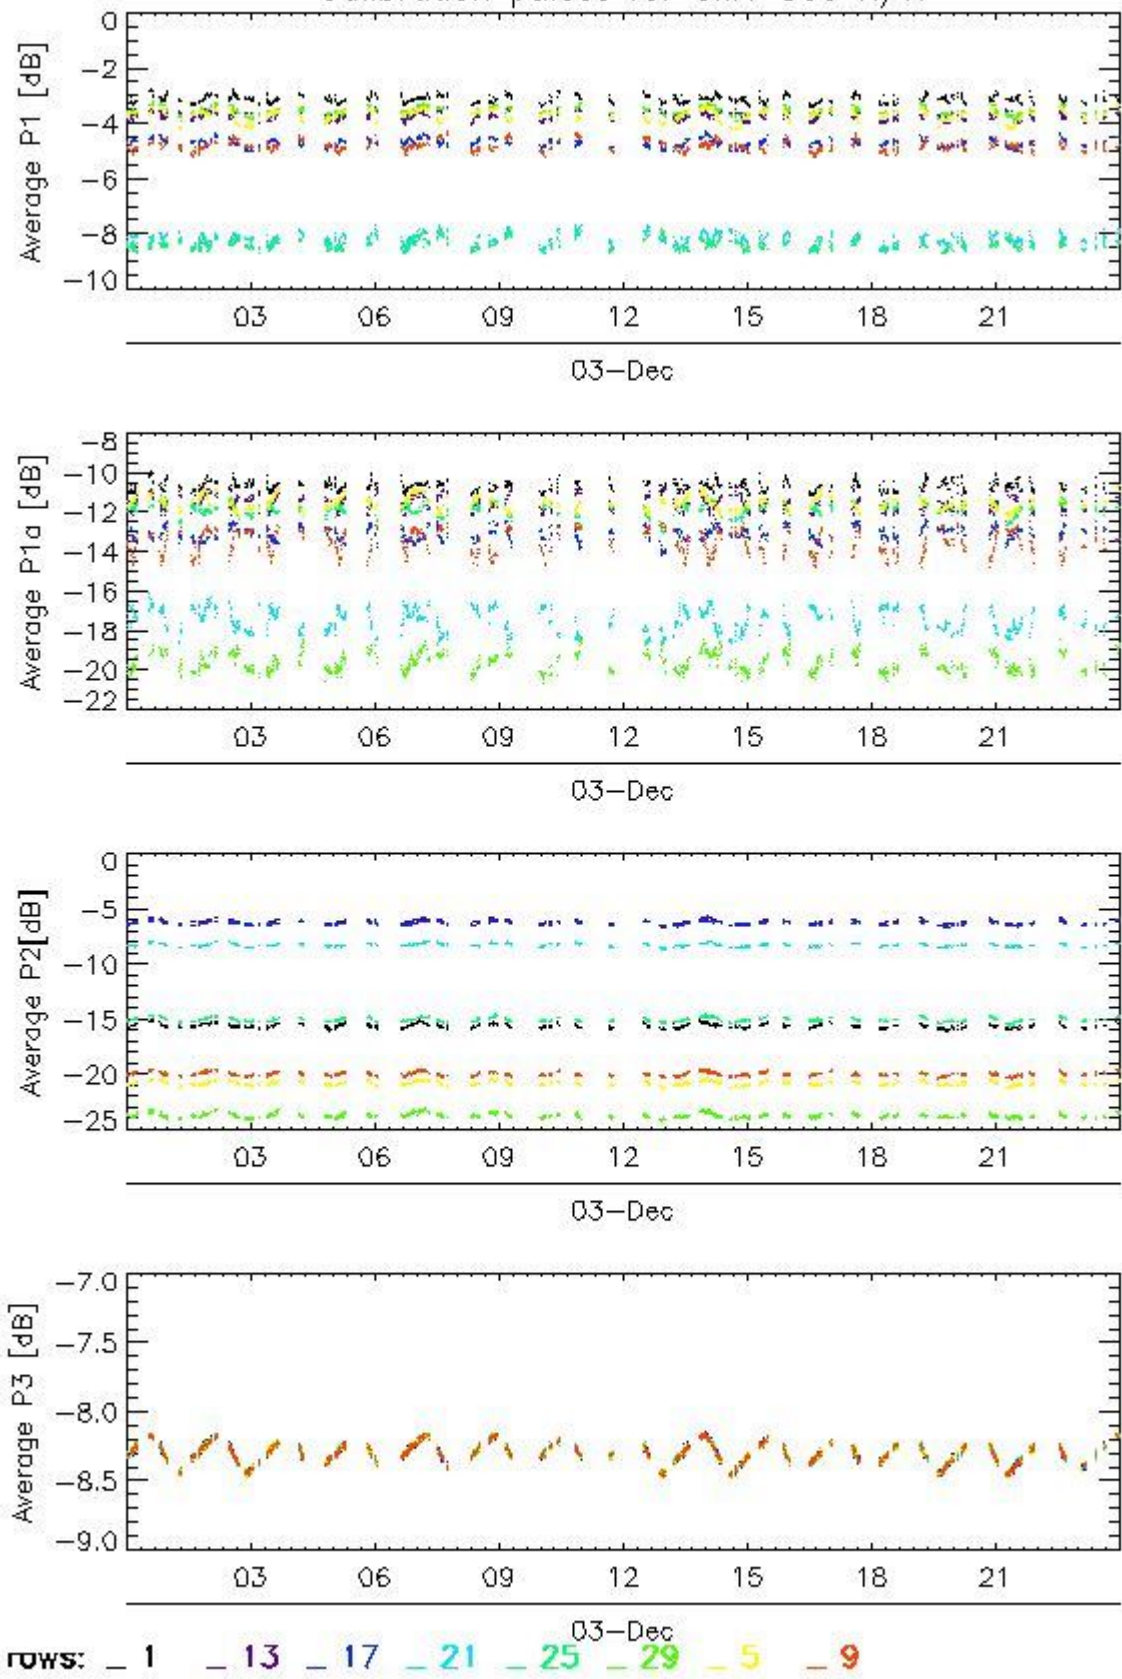 0
−2
−4
−6
−8
−10
Average P1 [dB]
03 06 09 12 15 18 21
03−Dec
−8
−10
−12
−14
−16
−18
−20
−22
Average P1a [dB]
03 06 09 12 15 18 21
03−Dec
0
−5
−10
−15
−20
−25
Average P2[dB]
03 06 09 12 15 18 21
03−Dec
−7.0
−7.5
−8.0
−8.5
−9.0
Average P3 [dB]
03 06 09 12 15 18 21
03−Dec
rows: _ 1 _ 13 _ 17 _ 21 _ 25 _ 29 _ 5 _ 9